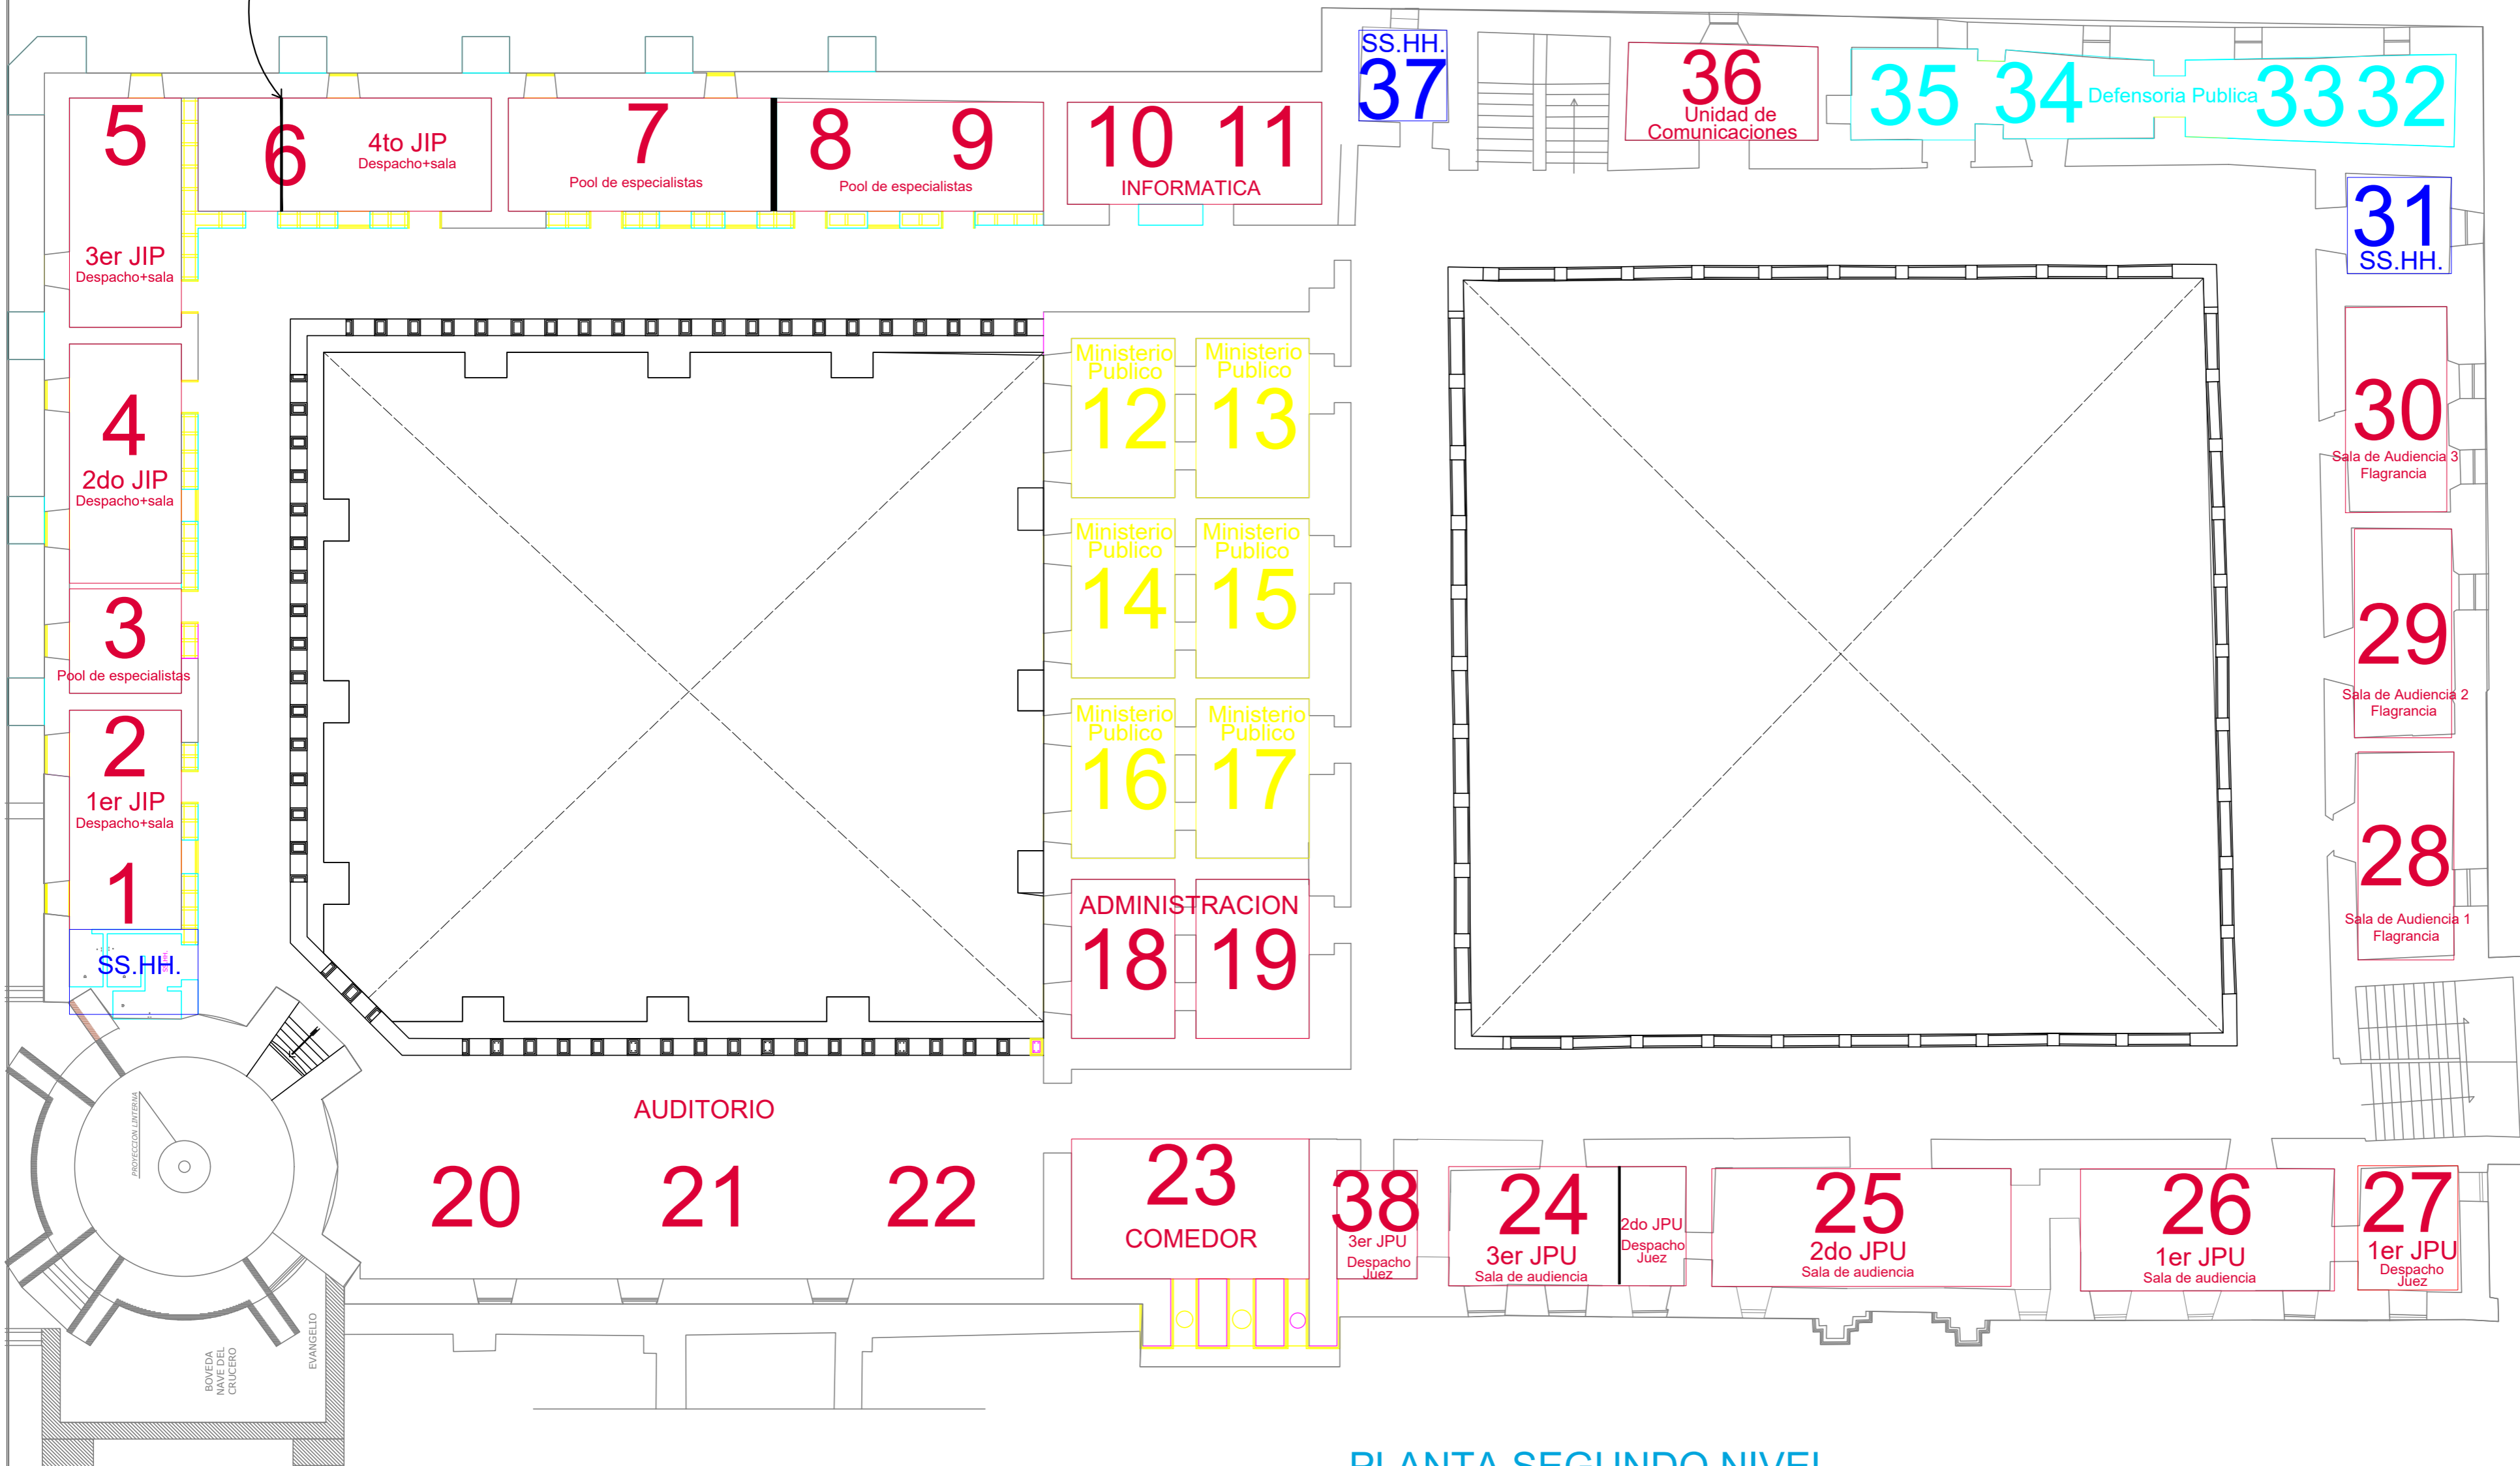 5
3er JIP
Despacho+sala
6
4to JIP
Despacho+sala
7
Pool de especialistas
8 9
Pool de especialistas
10 11
INFORMATICA
SS.HH.
37
36
Unidad de
Comunicaciones
35 34 Defensoria Publica 33 32
31
SS.HH.
4
2do JIP
Despacho+sala
3
Pool de especialistas
2
1er JIP
Despacho+sala
1
SS.HH.
Ministerio
Publico
12
Ministerio
Publico
13
Ministerio
Publico
14
Ministerio
Publico
15
Ministerio
Publico
16
Ministerio
Publico
17
ADMINISTRACION
18 19
30
Sala de Audiencia 3
Flagrancia
29
Sala de Audiencia 2
Flagrancia
28
Sala de Audiencia 1
Flagrancia
PROYECCION LINTERNA
AUDITORIO
20 21 22
23
COMEDOR
38
3er JPU
Despacho
Juez
24
3er JPU
Sala de audiencia
2do JPU
Despacho
Juez
25
2do JPU
Sala de audiencia
26
1er JPU
Sala de audiencia
27
1er JPU
Despacho
Juez
BOVEDA
NAVE DEL
CRUCERO
EVANGELIO
PLANTA SEGUNDO NIVEL